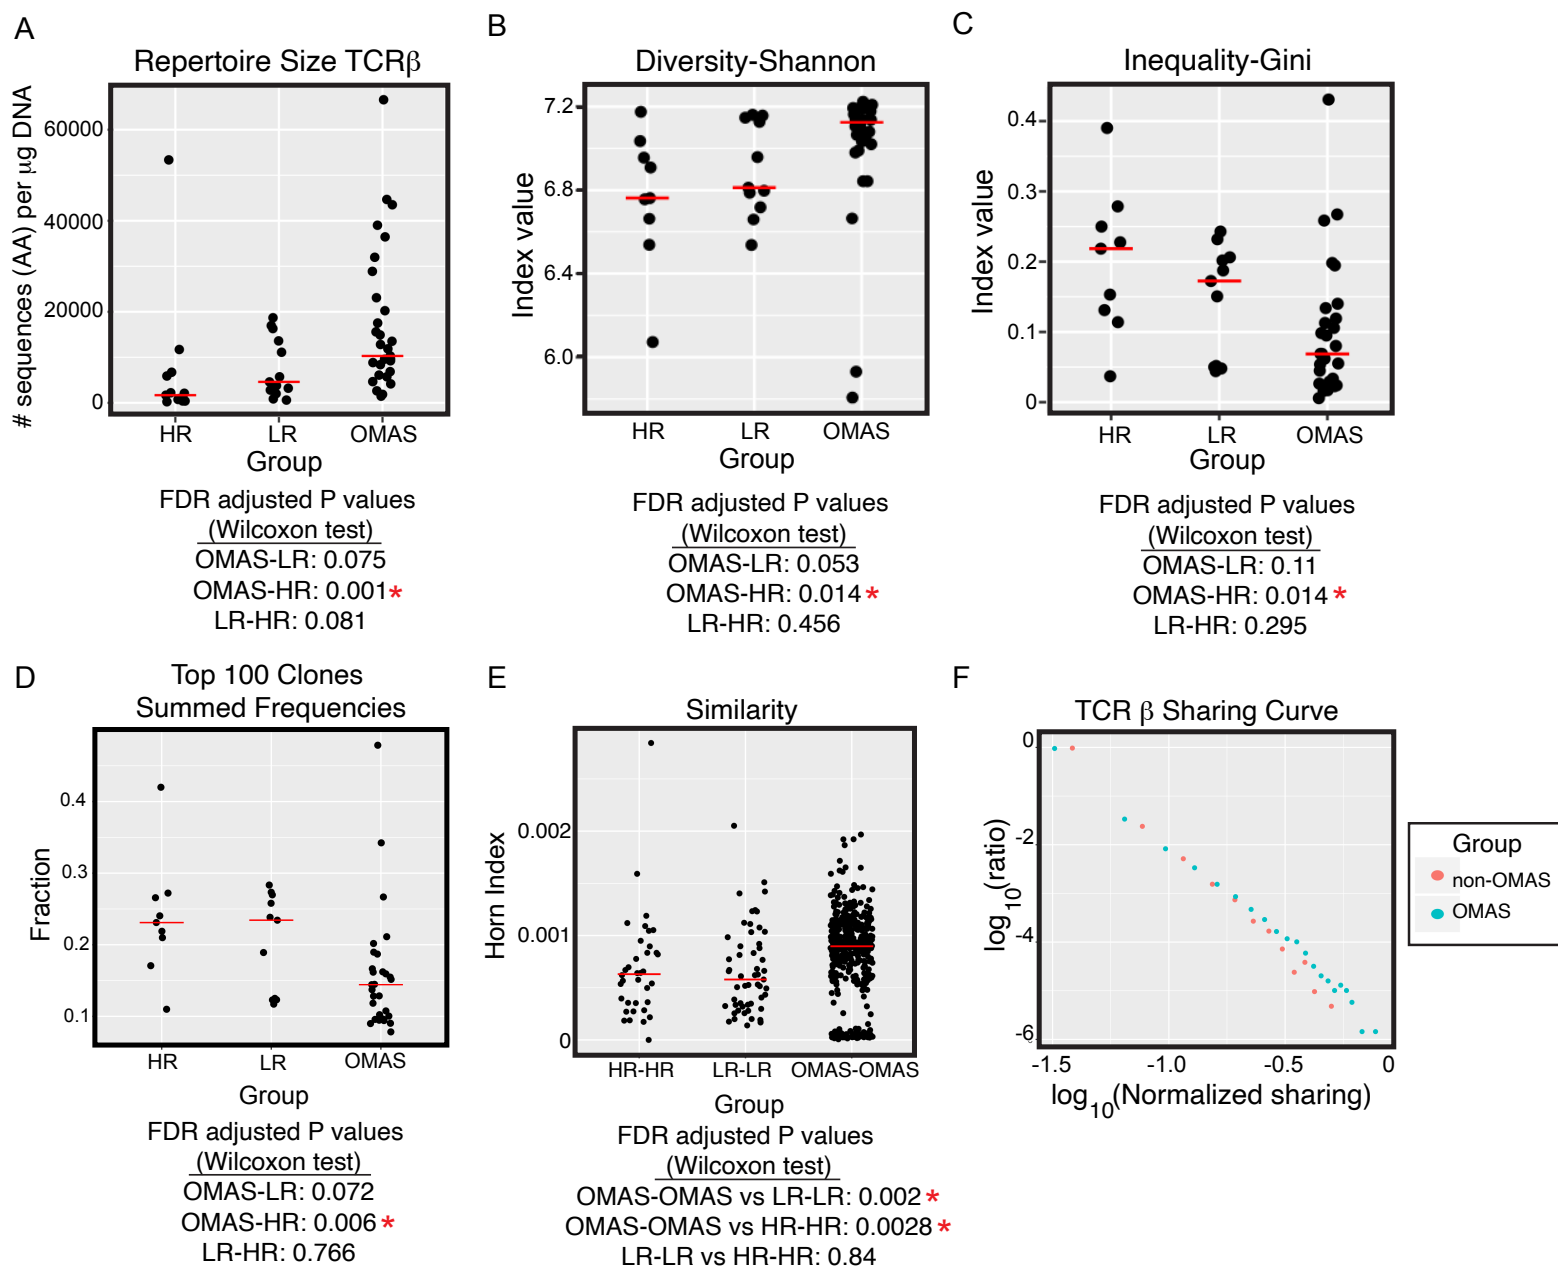 A
Repertoire Size TCRβ
# sequences (AA) per μg DNA
60000
40000
20000
0
HR
LR
OMAS
Group
FDR adjusted P values
(Wilcoxon test)
OMAS-LR: 0.075
OMAS-HR: 0.001*
LR-HR: 0.081
B
Diversity-Shannon
Index value
7.2
6.8
6.4
6.0
HR
LR
OMAS
Group
FDR adjusted P values
(Wilcoxon test)
OMAS-LR: 0.053
OMAS-HR: 0.014*
LR-HR: 0.456
C
Inequality-Gini
Index value
0.4
0.3
0.2
0.1
0
HR
LR
OMAS
Group
FDR adjusted P values
(Wilcoxon test)
OMAS-LR: 0.11
OMAS-HR: 0.014*
LR-HR: 0.295
D
Top 100 Clones
Summed Frequencies
Fraction
0.4
0.3
0.2
0.1
HR
LR
OMAS
Group
FDR adjusted P values
(Wilcoxon test)
OMAS-LR: 0.072
OMAS-HR: 0.006*
LR-HR: 0.766
E
Similarity
Horn Index
0.002
0.001
0
HR-HR
LR-LR
OMAS-OMAS
Group
FDR adjusted P values
(Wilcoxon test)
OMAS-OMAS vs LR-LR: 0.002*
OMAS-OMAS vs HR-HR: 0.0028*
LR-LR vs HR-HR: 0.84
F
TCR β Sharing Curve
log10(ratio)
0
-2
-4
-6
-1.5
-1.0
-0.5
0
log10(Normalized sharing)
Group
non-OMAS
OMAS